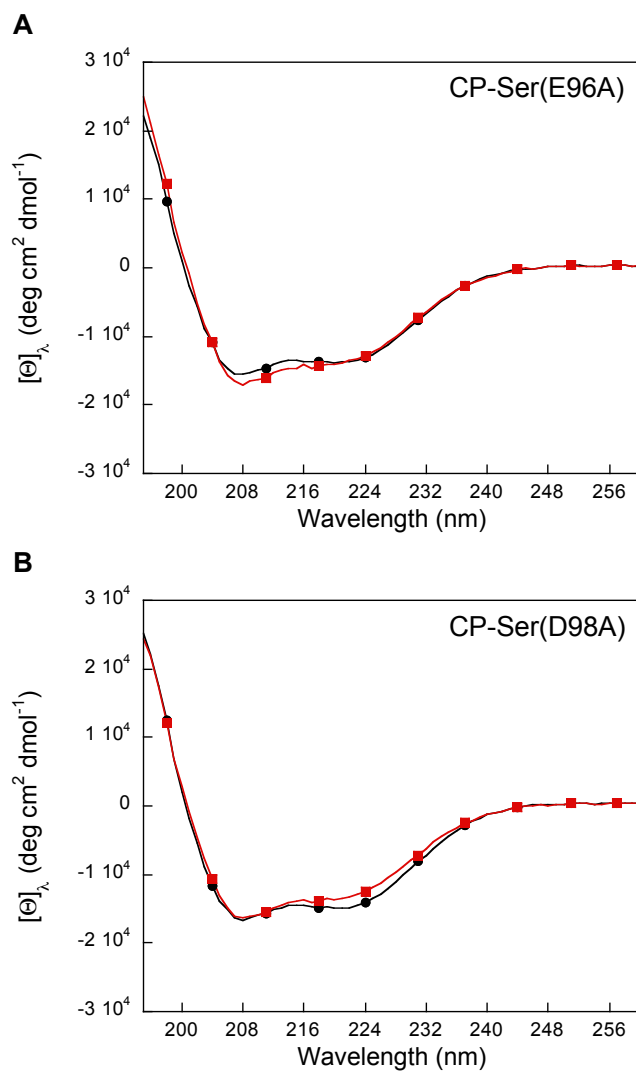 A
CP-Ser(E96A)
3 10⁴
2 10⁴
1 10⁴
0
-1 10⁴
-2 10⁴
-3 10⁴
[Θ]λ (deg cm² dmol⁻¹)
200 208 216 224 232 240 248 256
Wavelength (nm)
B
CP-Ser(D98A)
3 10⁴
2 10⁴
1 10⁴
0
-1 10⁴
-2 10⁴
-3 10⁴
[Θ]λ (deg cm² dmol⁻¹)
200 208 216 224 232 240 248 256
Wavelength (nm)